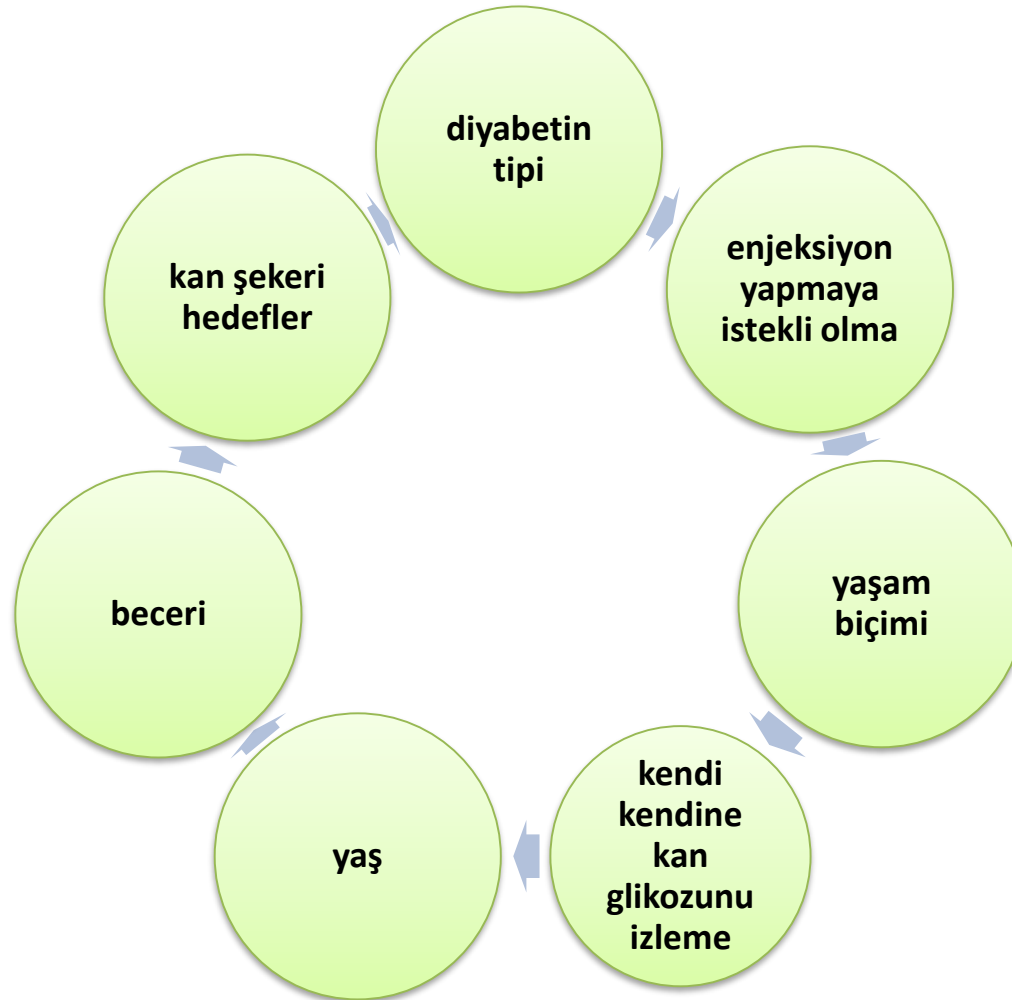 diyabetin
tipi
enjeksiyon
yapmaya
istekli olma
yaşam
biçimi
kendi
kendine
kan
glikozunu
izleme
yaş
beceri
kan şekeri
hedefler